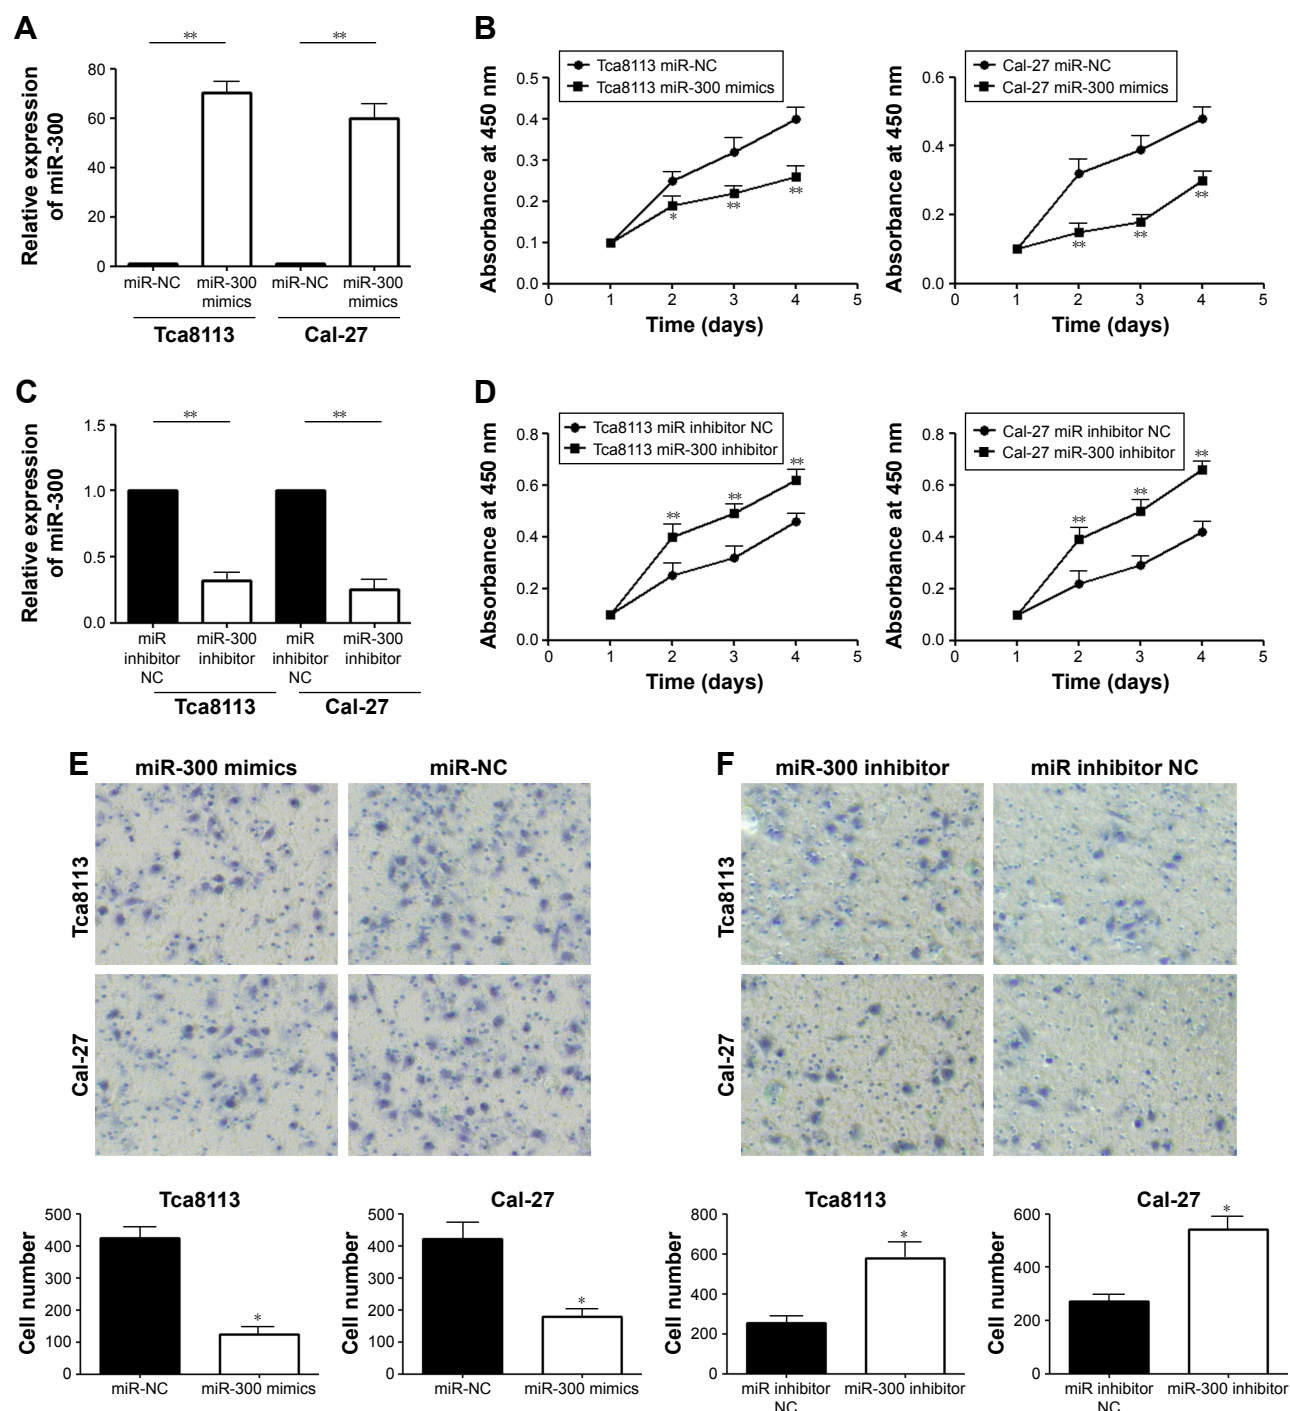 A
**
**
Relative expression
of miR-300
80
60
40
20
0
miR-NC
miR-300
mimics
miR-NC
miR-300
mimics
Tca8113
Cal-27
B
Absorbance at 450 nm
Tca8113 miR-NC
Tca8113 miR-300 mimics
0.5
0.4
0.3
0.2
0.1
0.0
*
**
**
0 1 2 3 4 5
Time (days)
Absorbance at 450 nm
Cal-27 miR-NC
Cal-27 miR-300 mimics
0.6
0.4
0.2
0.0
**
**
**
0 1 2 3 4 5
Time (days)
C
**
**
Relative expression
of miR-300
1.5
1.0
0.5
0.0
miR
inhibitor
NC
miR-300
inhibitor
miR
inhibitor
NC
miR-300
inhibitor
Tca8113
Cal-27
D
Absorbance at 450 nm
Tca8113 miR inhibitor NC
Tca8113 miR-300 inhibitor
0.8
0.6
0.4
0.2
0.0
**
**
**
0 1 2 3 4 5
Time (days)
Absorbance at 450 nm
Cal-27 miR inhibitor NC
Cal-27 miR-300 inhibitor
0.8
0.6
0.4
0.2
0.0
**
**
**
0 1 2 3 4 5
Time (days)
E
miR-300 mimics
miR-NC
Tca8113
Cal-27
F
miR-300 inhibitor
miR inhibitor NC
Tca8113
Cal-27
Tca8113
Cell number
500
400
300
200
100
0
*
miR-NC
miR-300 mimics
Cal-27
Cell number
500
400
300
200
100
0
*
miR-NC
miR-300 mimics
Tca8113
Cell number
800
600
400
200
0
*
miR inhibitor
NC
miR-300 inhibitor
Cal-27
Cell number
600
400
200
0
*
miR inhibitor
NC
miR-300 inhibitor